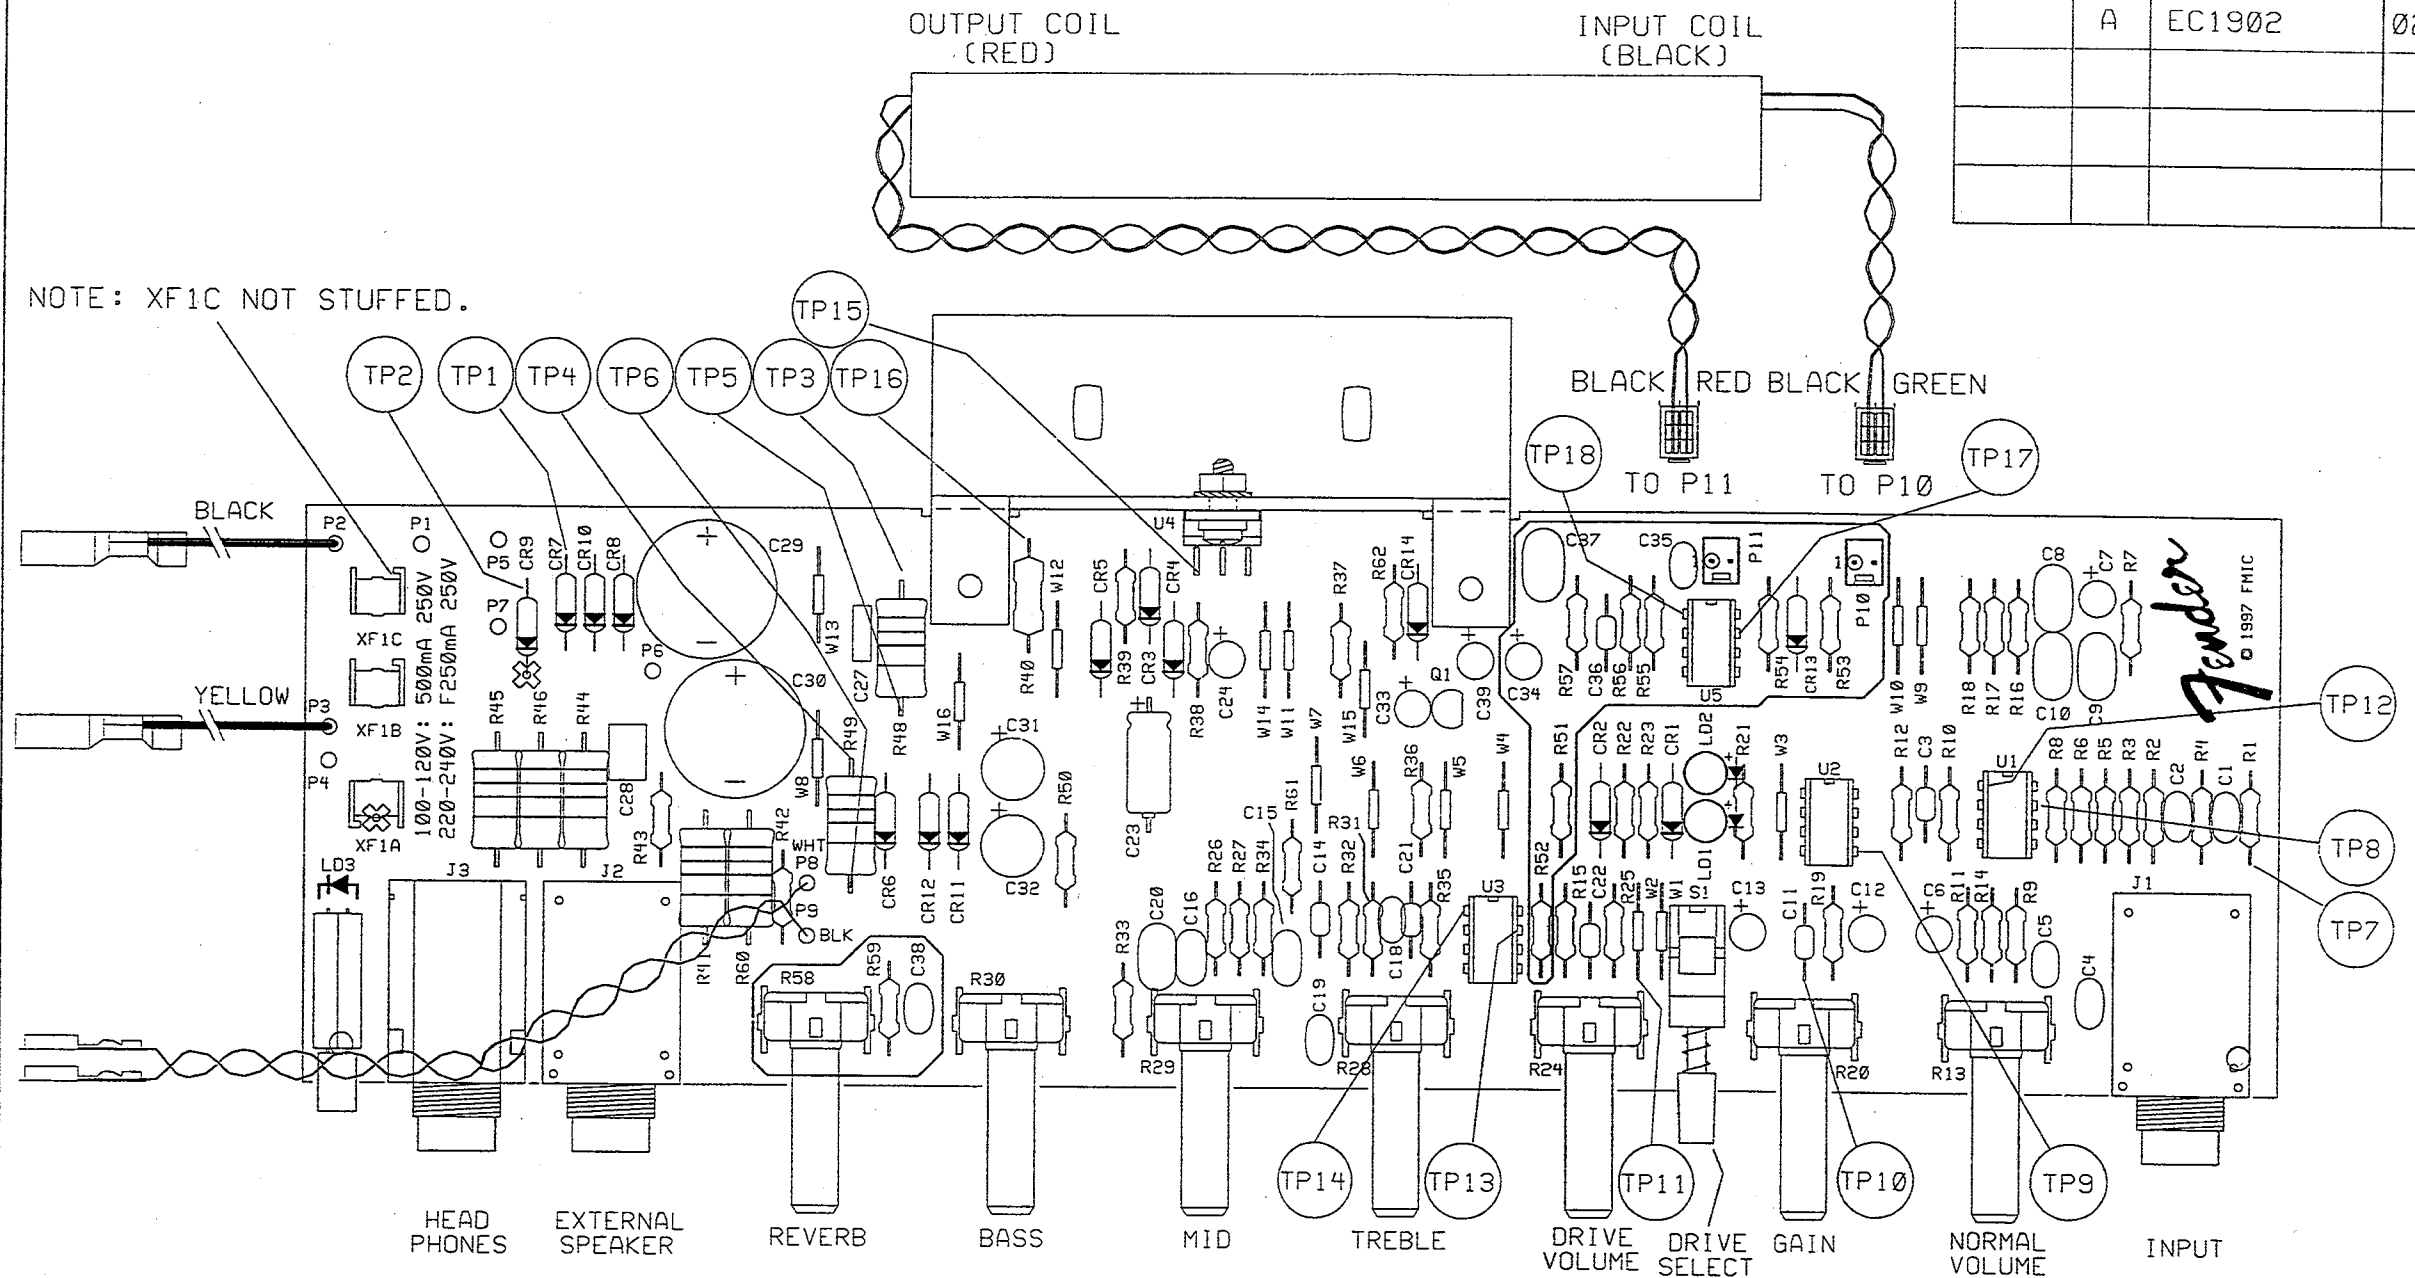 OUTPUT COIL
(RED)
INPUT COIL
(BLACK)
A EC1902
NOTE: XF1C NOT STUFFED.
TP15
TP2 TP1 TP4 TP6 TP5 TP3 TP16
BLACK RED BLACK GREEN
TP18 TP17
TO P11 TO P10
BLACK
YELLOW
P2 P1 P5 CR9 CR7 CR10 CR8 C29 U4 C37 C35 P11 P10 C8 C7 R7
P7 P6 W13 C27 R40 W12 CR5 R39 CR3 CR4 R38 C24 W14 W11 R37 R62 CR14
1 1
XF1C
XF1B
XF1A
100-120V: 500mA 250V
220-240V: F250mA 250V
P3 P4
R45 R46 R44 C28 C30 W8 R49 R48 W16 C31 C32 R50
R57 C36 R56 R55 U5 R54 CR13 R53 W10 W9 R18 R17 R16 C10 C9
Fender
© 1997 FMIC
TP12
C23 W7 W15 C33 Q1 C39 C34 W6 R36 W5 W4
R51 CR2 R22 R23 CR1 LD2 R21 W3 U2 R12 C3 R10 U1 R8 R6 R5 R3 R2 C2 R4 C1 R1
TP8
LD3 J3 J2 R43 R42 WHT P8 P9 BLK CR6 CR12 CR11
R41 R60 R58 R59 C38 R30 R33 C20 C16 R26 R27 R34 C15 R61 C14 R32 R31 C21 C18 R35 U3
R52 R15 C22 R25 W2 W1 S1 LD1 C13 C11 R19 C12 C6 R11 R14 R9 C5 C4 J1
TP7
R29 C19 R28 R24 R20 R13
TP14 TP13 TP11 TP10 TP9
HEAD
PHONES
EXTERNAL
SPEAKER
REVERB
BASS
MID
TREBLE
DRIVE
VOLUME
DRIVE
SELECT
GAIN
NORMAL
VOLUME
INPUT